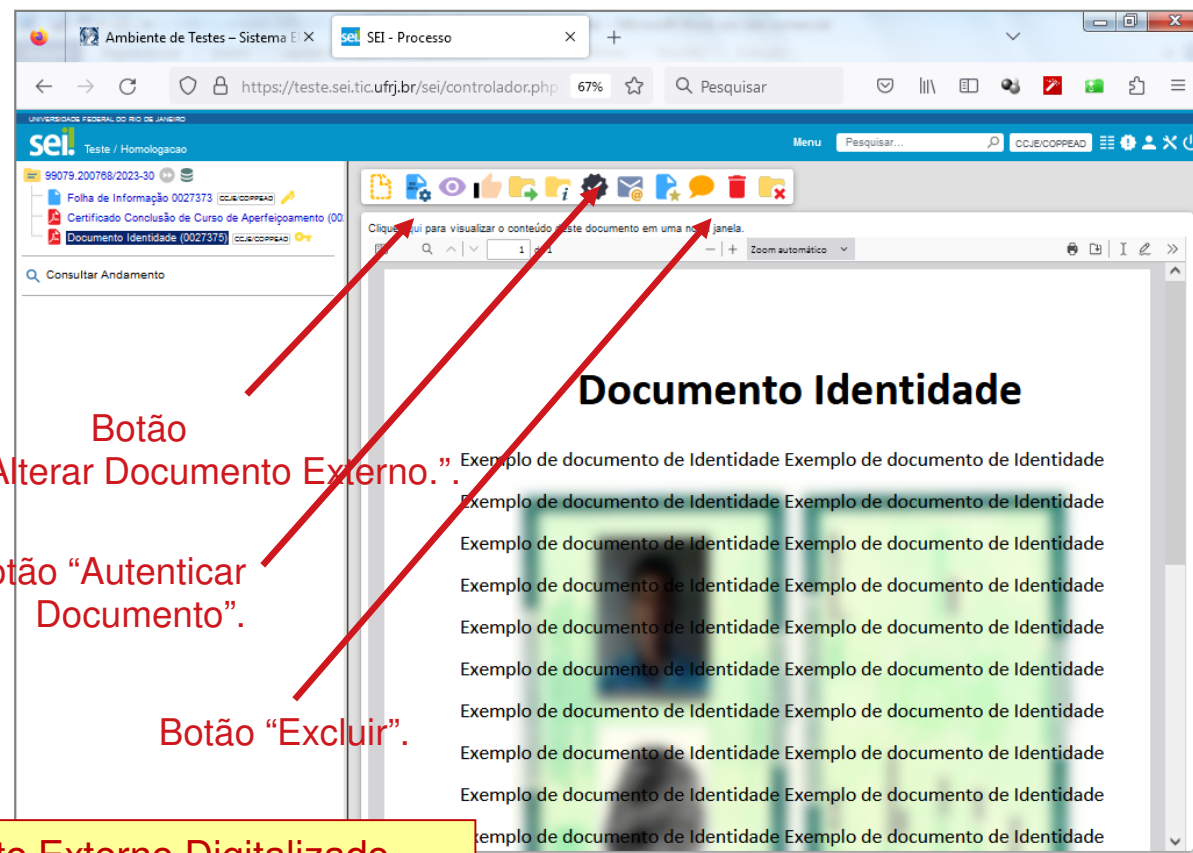 Ambiente de Testes – Sistema E
SEI - Processo
https://teste.sei.tic.ufrj.br/sei/controlador.php
67%
Pesquisar
UNIVERSIDADE FEDERAL DO RIO DE JANEIRO
sei!
Teste / Homologacao
Menu
Pesquisar...
CCJE/COPPEAD
99079.200768/2023-30
Folha de Informação 0027373 CCJE/COPPEAD
Certificado Conclusão de Curso de Aperfeiçoamento (00
Documento Identidade (0027375) CCJE/COPPEAD
Consultar Andamento
Clique aqui para visualizar o conteúdo deste documento em uma nova janela.
1 de 1
Zoom automático
Documento Identidade
Botão
Alterar Documento Externo.”.
Botão “Autenticar
Documento”.
Botão “Excluir”.
Exemplo de documento de Identidade Exemplo de documento de Identidade
Exemplo de documento de Identidade Exemplo de documento de Identidade
Exemplo de documento de Identidade Exemplo de documento de Identidade
Exemplo de documento de Identidade Exemplo de documento de Identidade
Exemplo de documento de Identidade Exemplo de documento de Identidade
Exemplo de documento de Identidade Exemplo de documento de Identidade
Exemplo de documento de Identidade Exemplo de documento de Identidade
Exemplo de documento de Identidade Exemplo de documento de Identidade
Exemplo de documento de Identidade Exemplo de documento de Identidade
Exemplo de documento de Identidade Exemplo de documento de Identidade
Externo Digitalizado